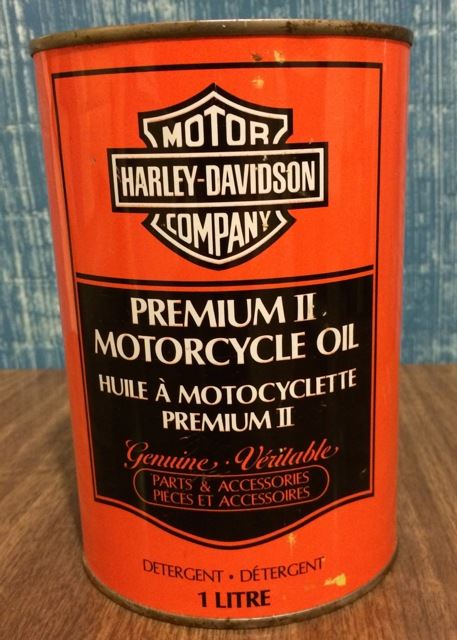 MOTOR
HARLEY-DAVIDSON
COMPANY
PREMIUM II
MOTORCYCLE OIL
HUILE À MOTOCYCLETTE
PREMIUM II
Genuine · Véritable
PARTS & ACCESSORIES
PIECES ET ACCESSOIRES
DETERGENT • DÉTERGENT
1 LITRE